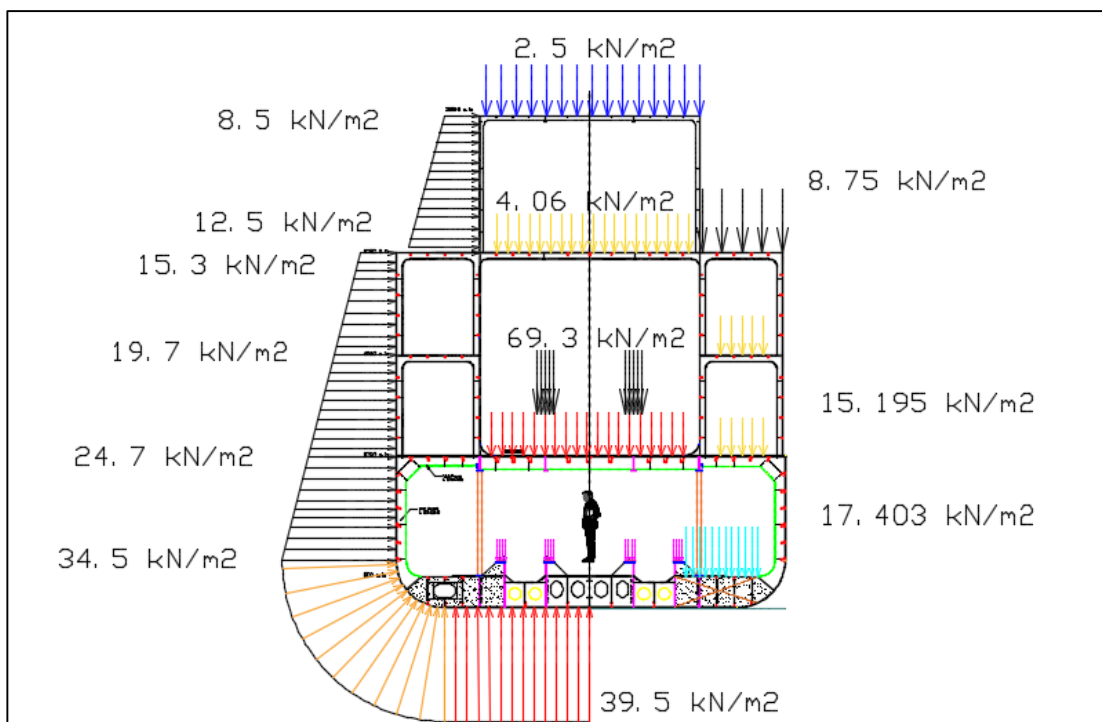 2. 5 kN/m2
8. 5 kN/m2
8. 75 kN/m2
4. 06 kN/m2
12. 5 kN/m2
15. 3 kN/m2
69. 3 kN/m2
19. 7 kN/m2
15. 195 kN/m2
24. 7 kN/m2
17. 403 kN/m2
34. 5 kN/m2
39. 5 kN/m2